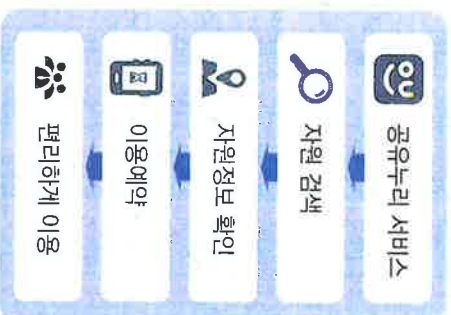 공유누리 서비스
자원 검색
자원정보 확인
이용예약
편리하게 이용